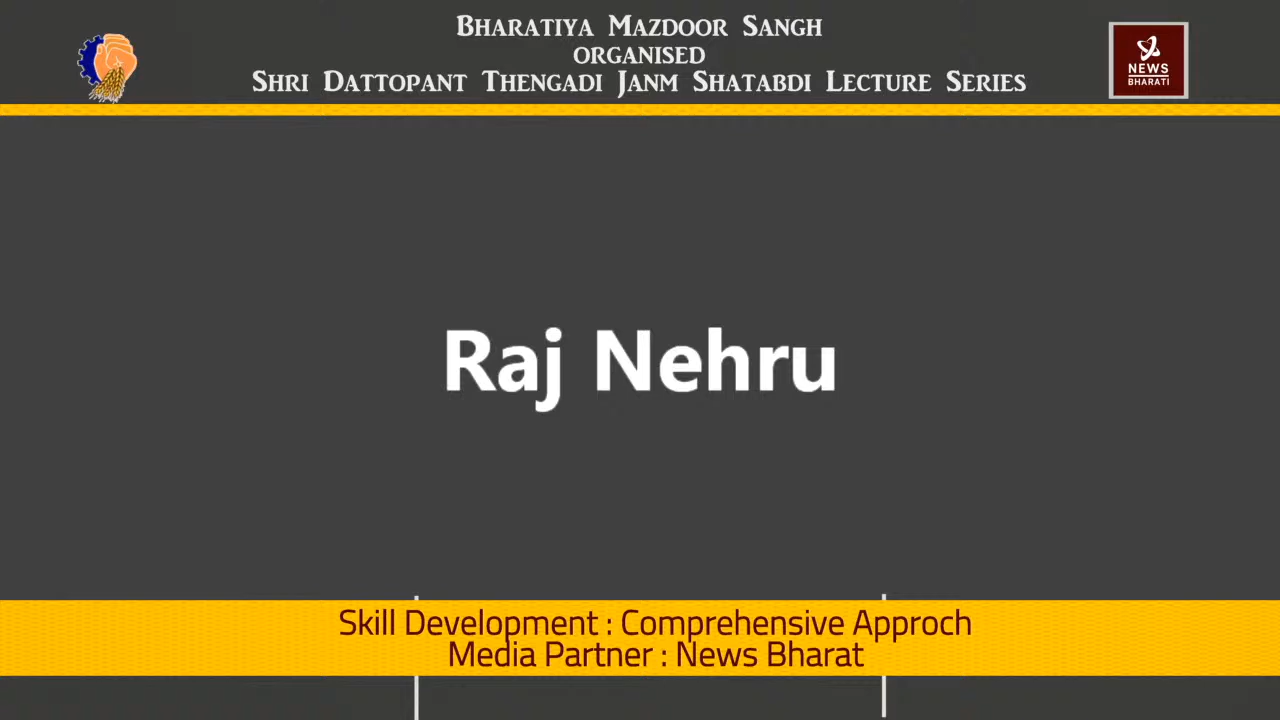 BHARATIYA MAZDOOR SANGH
ORGANISED
SHRI DATTOPANT THENGADI JANM SHATABDI LECTURE SERIES
NEWS
BHARATI
Raj Nehru
Skill Development : Comprehensive Approch
Media Partner : News Bharat